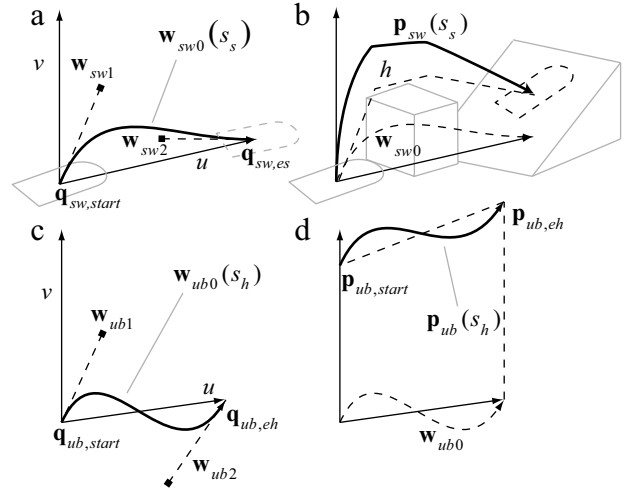 a
v
w_sw1
w_sw0(s_s)
w_sw2
u
q_sw,es
q_sw,start
b
p_sw(s_s)
h
w_sw0
c
v
w_ub0(s_h)
w_ub1
u
q_ub,eh
q_ub,start
w_ub2
d
p_ub,eh
p_ub,start
p_ub(s_h)
w_ub0